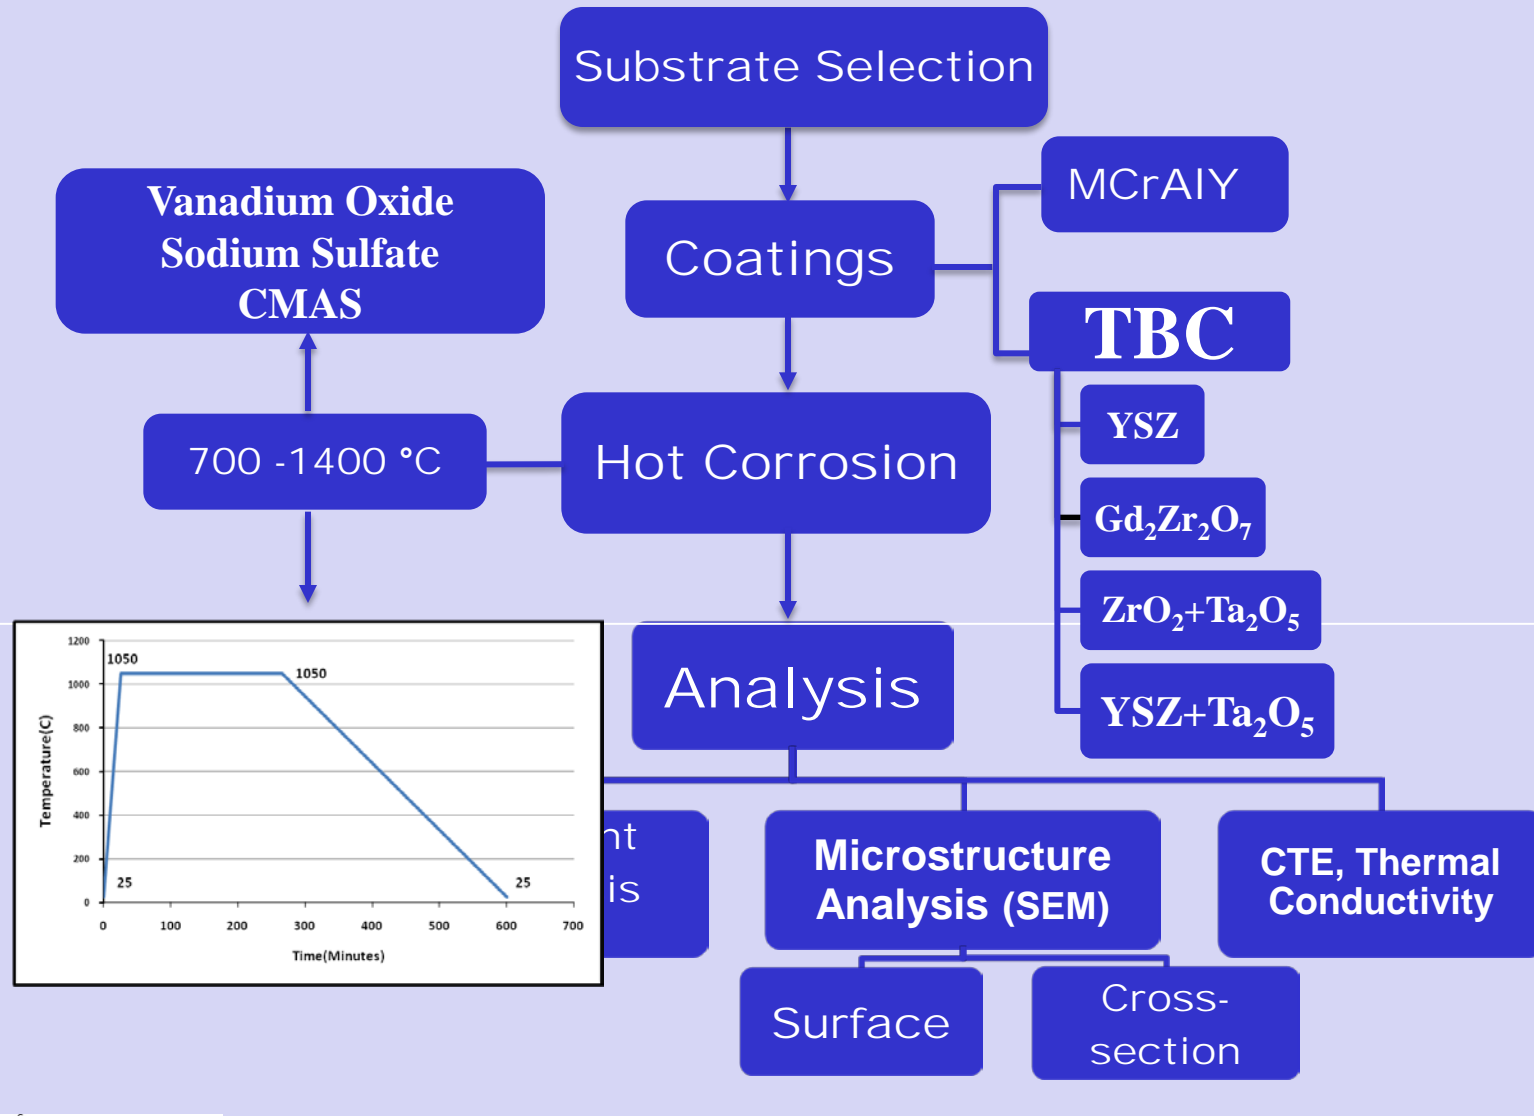 Substrate Selection
MCrAlY
Vanadium Oxide
Sodium Sulfate
CMAS
Coatings
TBC
YSZ
700 -1400 °C
Hot Corrosion
Gd₂Zr₂O₇
ZrO₂+Ta₂O₅
YSZ+Ta₂O₅
Analysis
1200
1000
800
600
400
200
0
1050
1050
25
25
0 100 200 300 400 500 600 700
Temperature(C)
Time(Minutes)
Microstructure
Analysis (SEM)
CTE, Thermal
Conductivity
Surface
Cross-
section